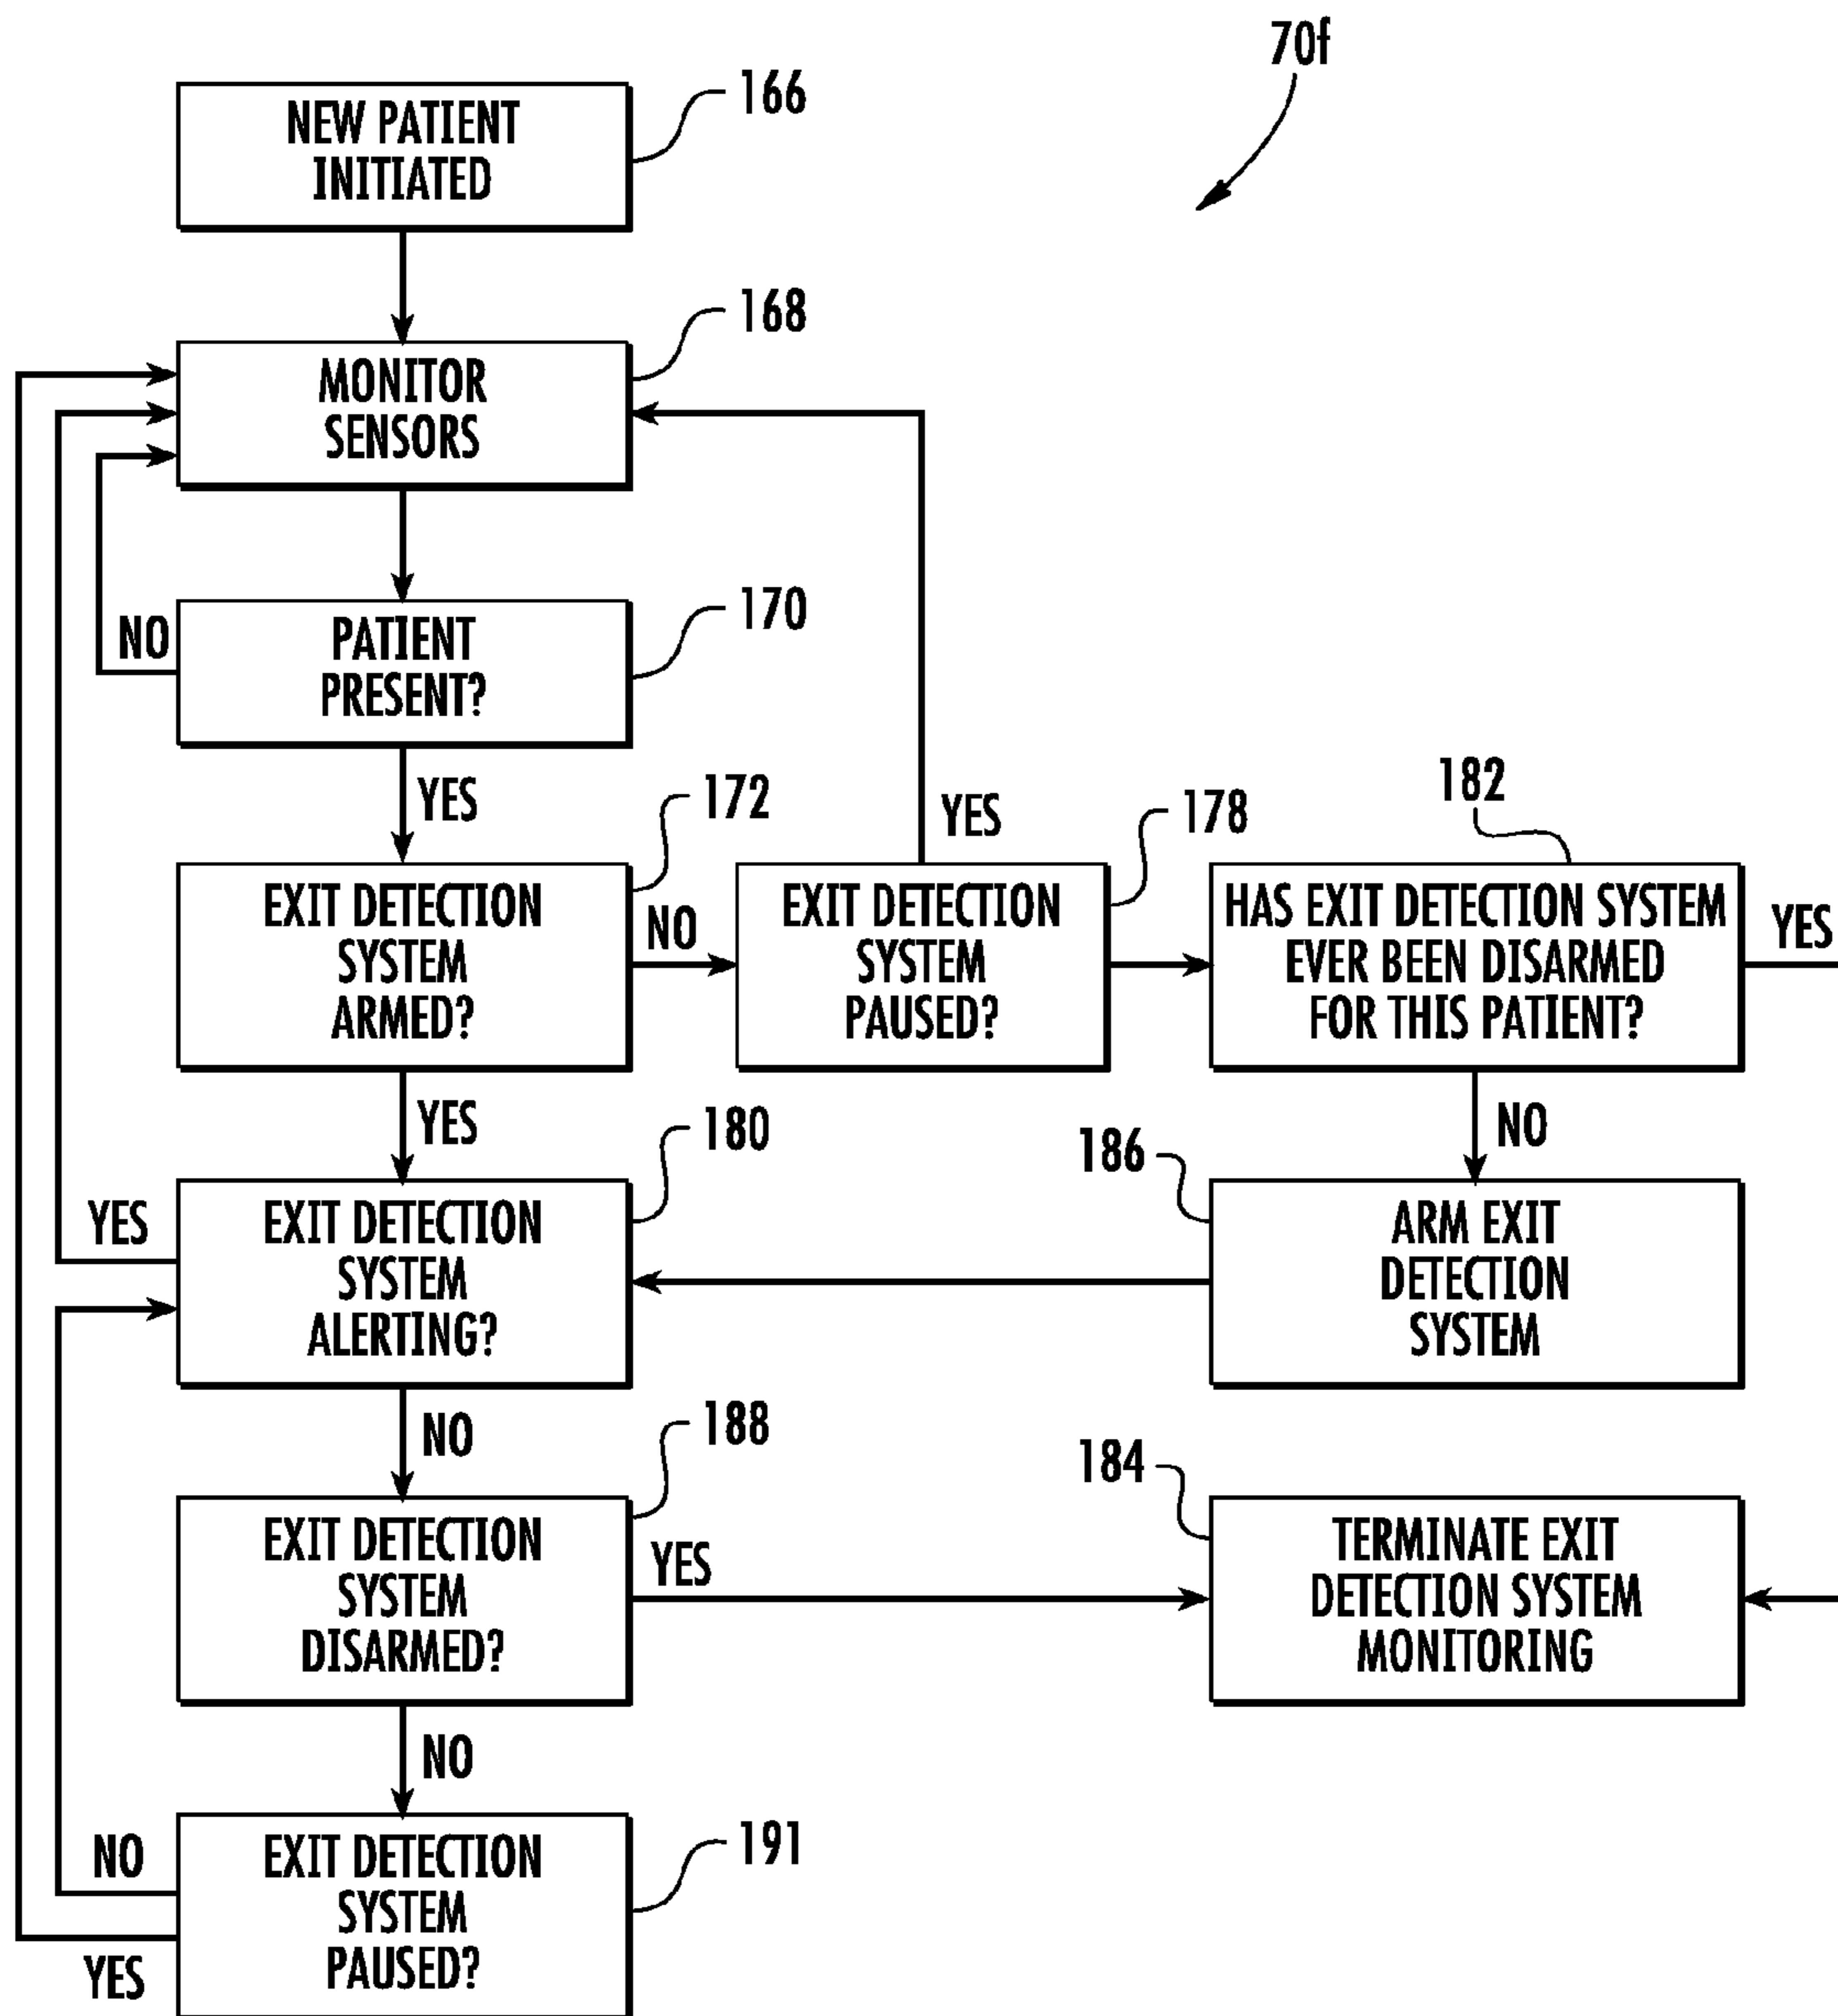 70f
NEW PATIENT
INITIATED
166
MONITOR
SENSORS
168
PATIENT
PRESENT?
170
NO
YES
EXIT DETECTION
SYSTEM
ARMED?
172
NO
EXIT DETECTION
SYSTEM
PAUSED?
178
YES
HAS EXIT DETECTION SYSTEM
EVER BEEN DISARMED
FOR THIS PATIENT?
182
YES
YES
NO
EXIT DETECTION
SYSTEM
ALERTING?
180
YES
ARM EXIT
DETECTION
SYSTEM
186
NO
EXIT DETECTION
SYSTEM
DISARMED?
188
YES
TERMINATE EXIT
DETECTION SYSTEM
MONITORING
184
NO
EXIT DETECTION
SYSTEM
PAUSED?
191
NO
YES